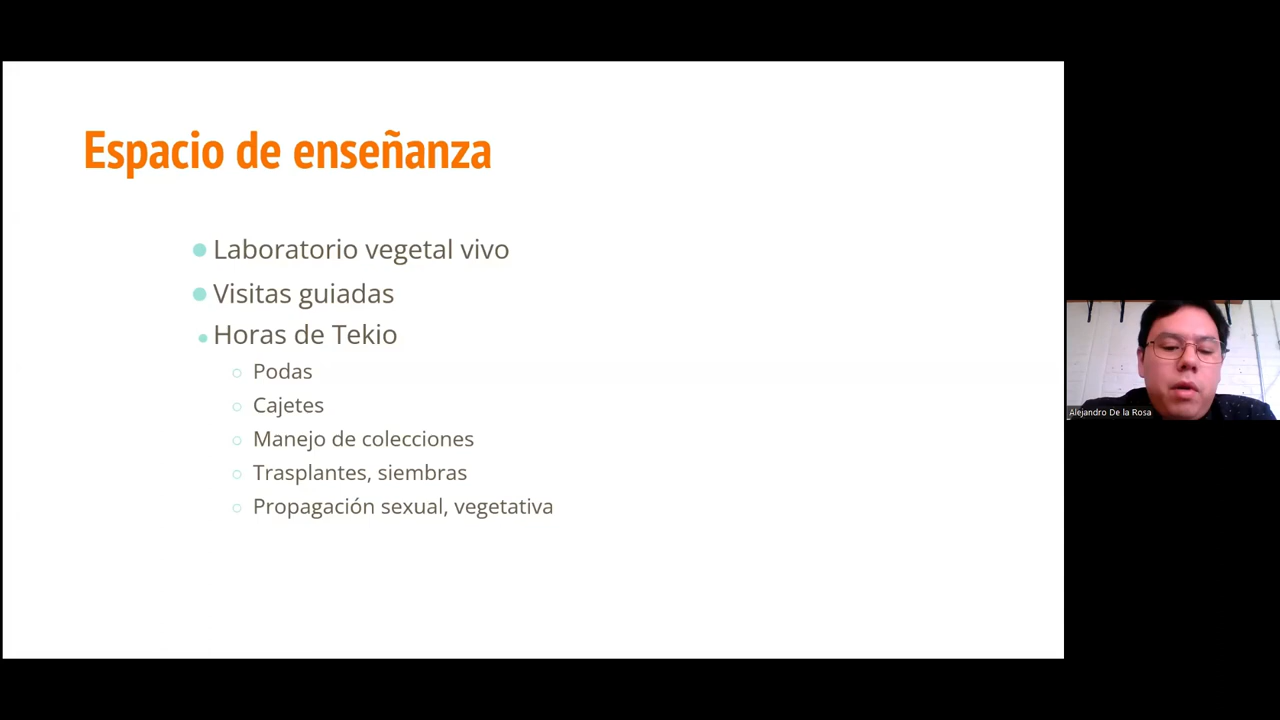 Espacio de enseñanza
Laboratorio vegetal vivo
Visitas guiadas
Horas de Tekio
Podas
Cajetes
Manejo de colecciones
Trasplantes, siembras
Propagación sexual, vegetativa
Alejandro De la Rosa